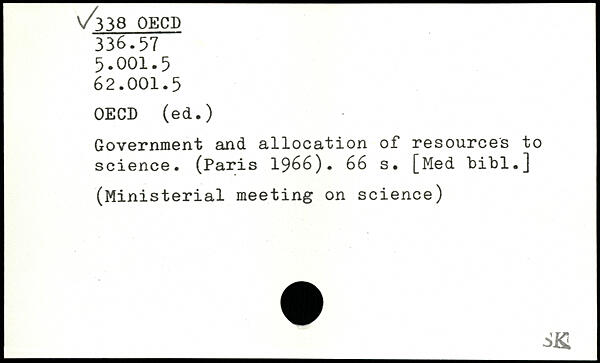 ✓338 OECD
336.57
5.001.5
62.001.5
OECD (ed.)
Government and allocation of resources to
science. (Paris 1966). 66 s. [Med bibl.]
(Ministerial meeting on science)
SK